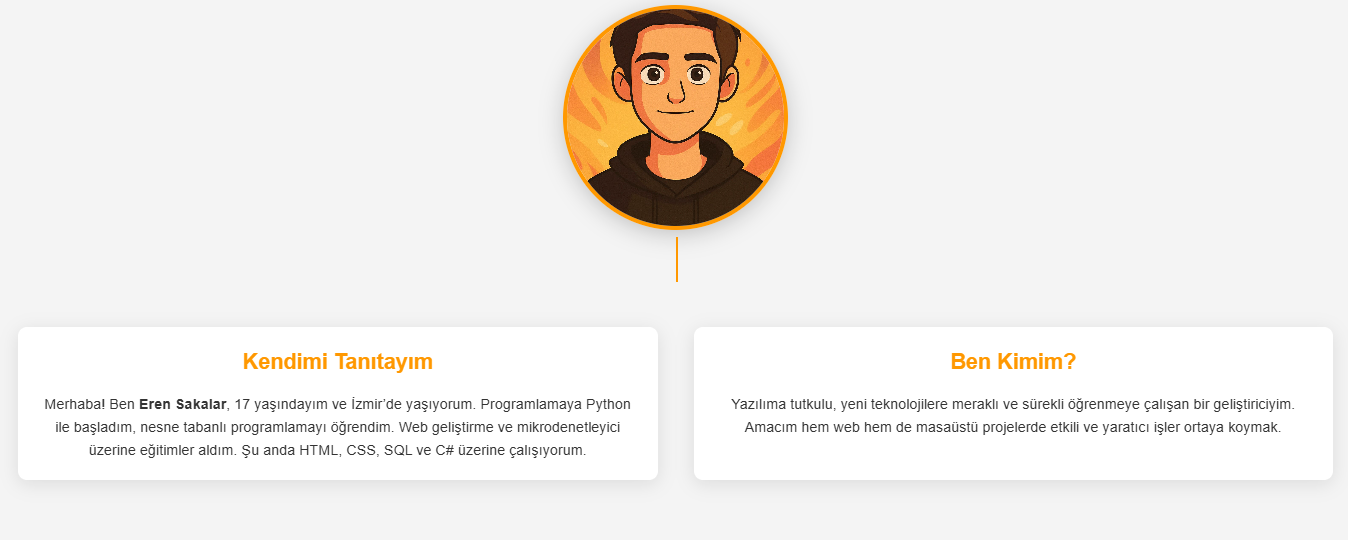 Kendimi Tanıtayım
Merhaba! Ben Eren Sakalar, 17 yaşındayım ve İzmir’de yaşıyorum. Programlamaya Python
ile başladım, nesne tabanlı programlamayı öğrendim. Web geliştirme ve mikrodenetleyici
üzerine eğitimler aldım. Şu anda HTML, CSS, SQL ve C# üzerine çalışıyorum.
Ben Kimim?
Yazılıma tutkulu, yeni teknolojilere meraklı ve sürekli öğrenmeye çalışan bir geliştiriciyim.
Amacım hem web hem de masaüstü projelerde etkili ve yaratıcı işler ortaya koymak.